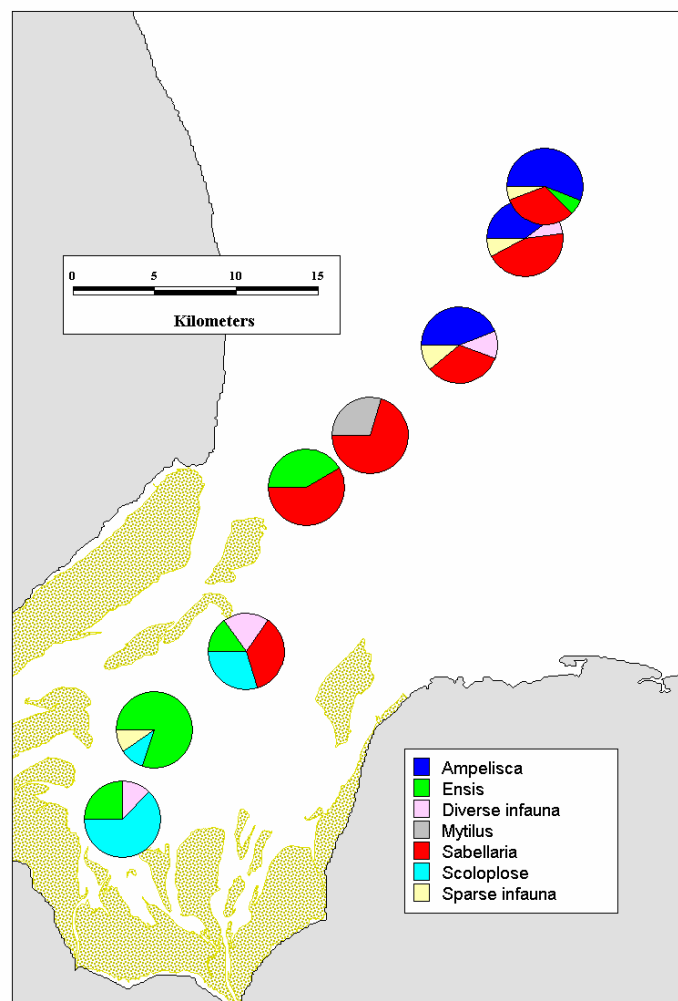 0 5 10 15
Kilometers
Ampelisca
Ensis
Diverse infauna
Mytilus
Sabellaria
Scoloplose
Sparse infauna